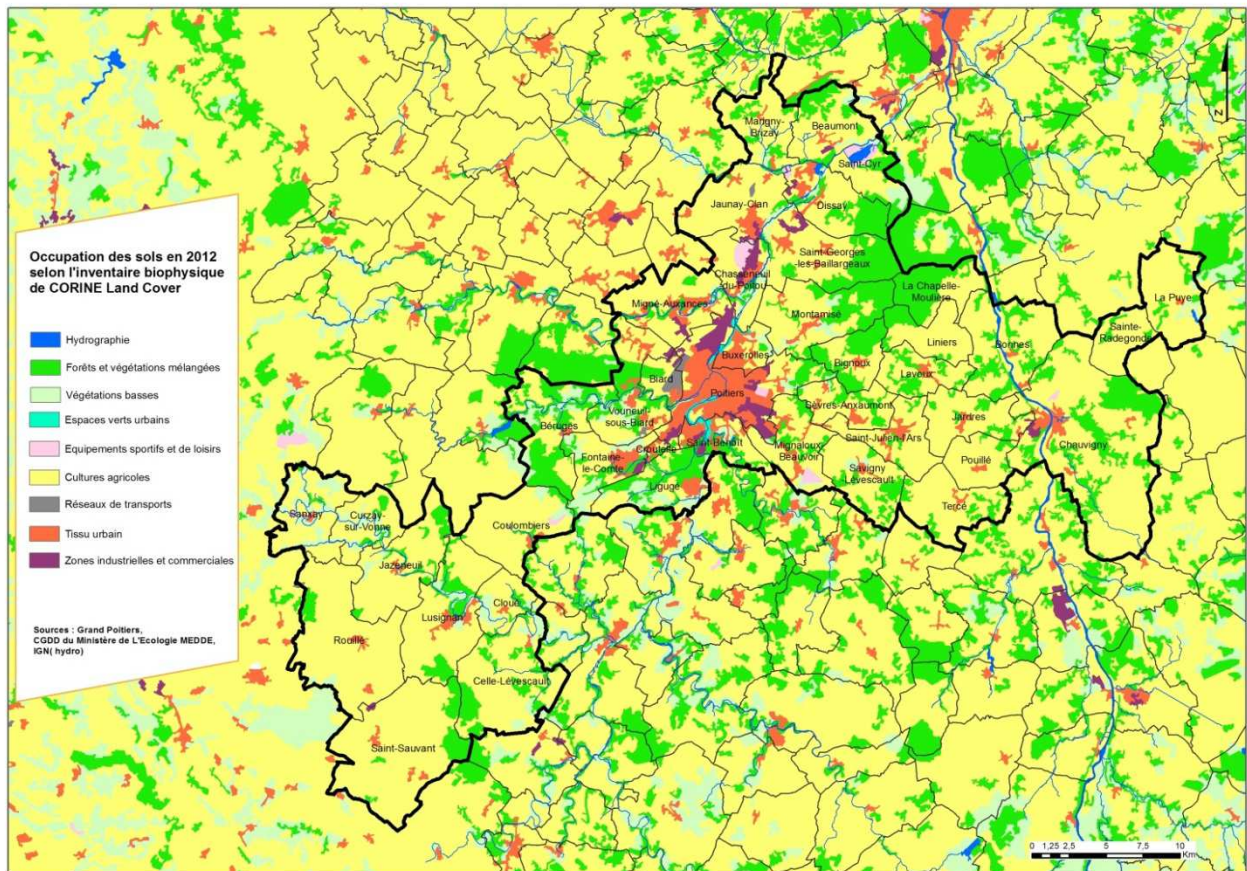 Occupation des sols en 2012
selon l'inventaire biophysique
de CORINE Land Cover
Hydrographie
Forêts et végétations mélangées
Végétations basses
Espaces verts urbains
Equipements sportifs et de loisirs
Cultures agricoles
Réseaux de transports
Tissu urbain
Zones industrielles et commerciales
Sources : Grand Poitiers,
CGDD du Ministère de L'Ecologie MEDDE,
IGN( hydro)
Marigny-
Brizay
Beaumont
Saint-Cyr
Jaunay-Clan
Dissay
Saint-Georges
-les-Baillargeaux
Chasseneuil
-du-Poitou
La Chapelle-
Moulière
La Puye
Migné-Auxances
Montamisé
Sainte-
Radegonde
Liniers
Bonnes
Buxerolles
Bignoux
Lavoux
Biard
Poitiers
Vouneuil-
sous-Biard
Sèvres-Anxaumont
Jardres
Béruges
Saint-Benoît
Mignaloux-
Beauvoir
Saint-Julien-l'Ars
Chauvigny
Croutelle
Fontaine-
le-Comte
Savigny
Lévescault
Pouillé
Ligugé
Tercé
Sanxay
Curzay-
sur-Vonne
Coulombiers
Jazeneuil
Cloué
Lusignan
Rouillé
Celle-Lévescault
Saint-Sauvant
N
0 1,25 2,5 5 7,5 10
Km